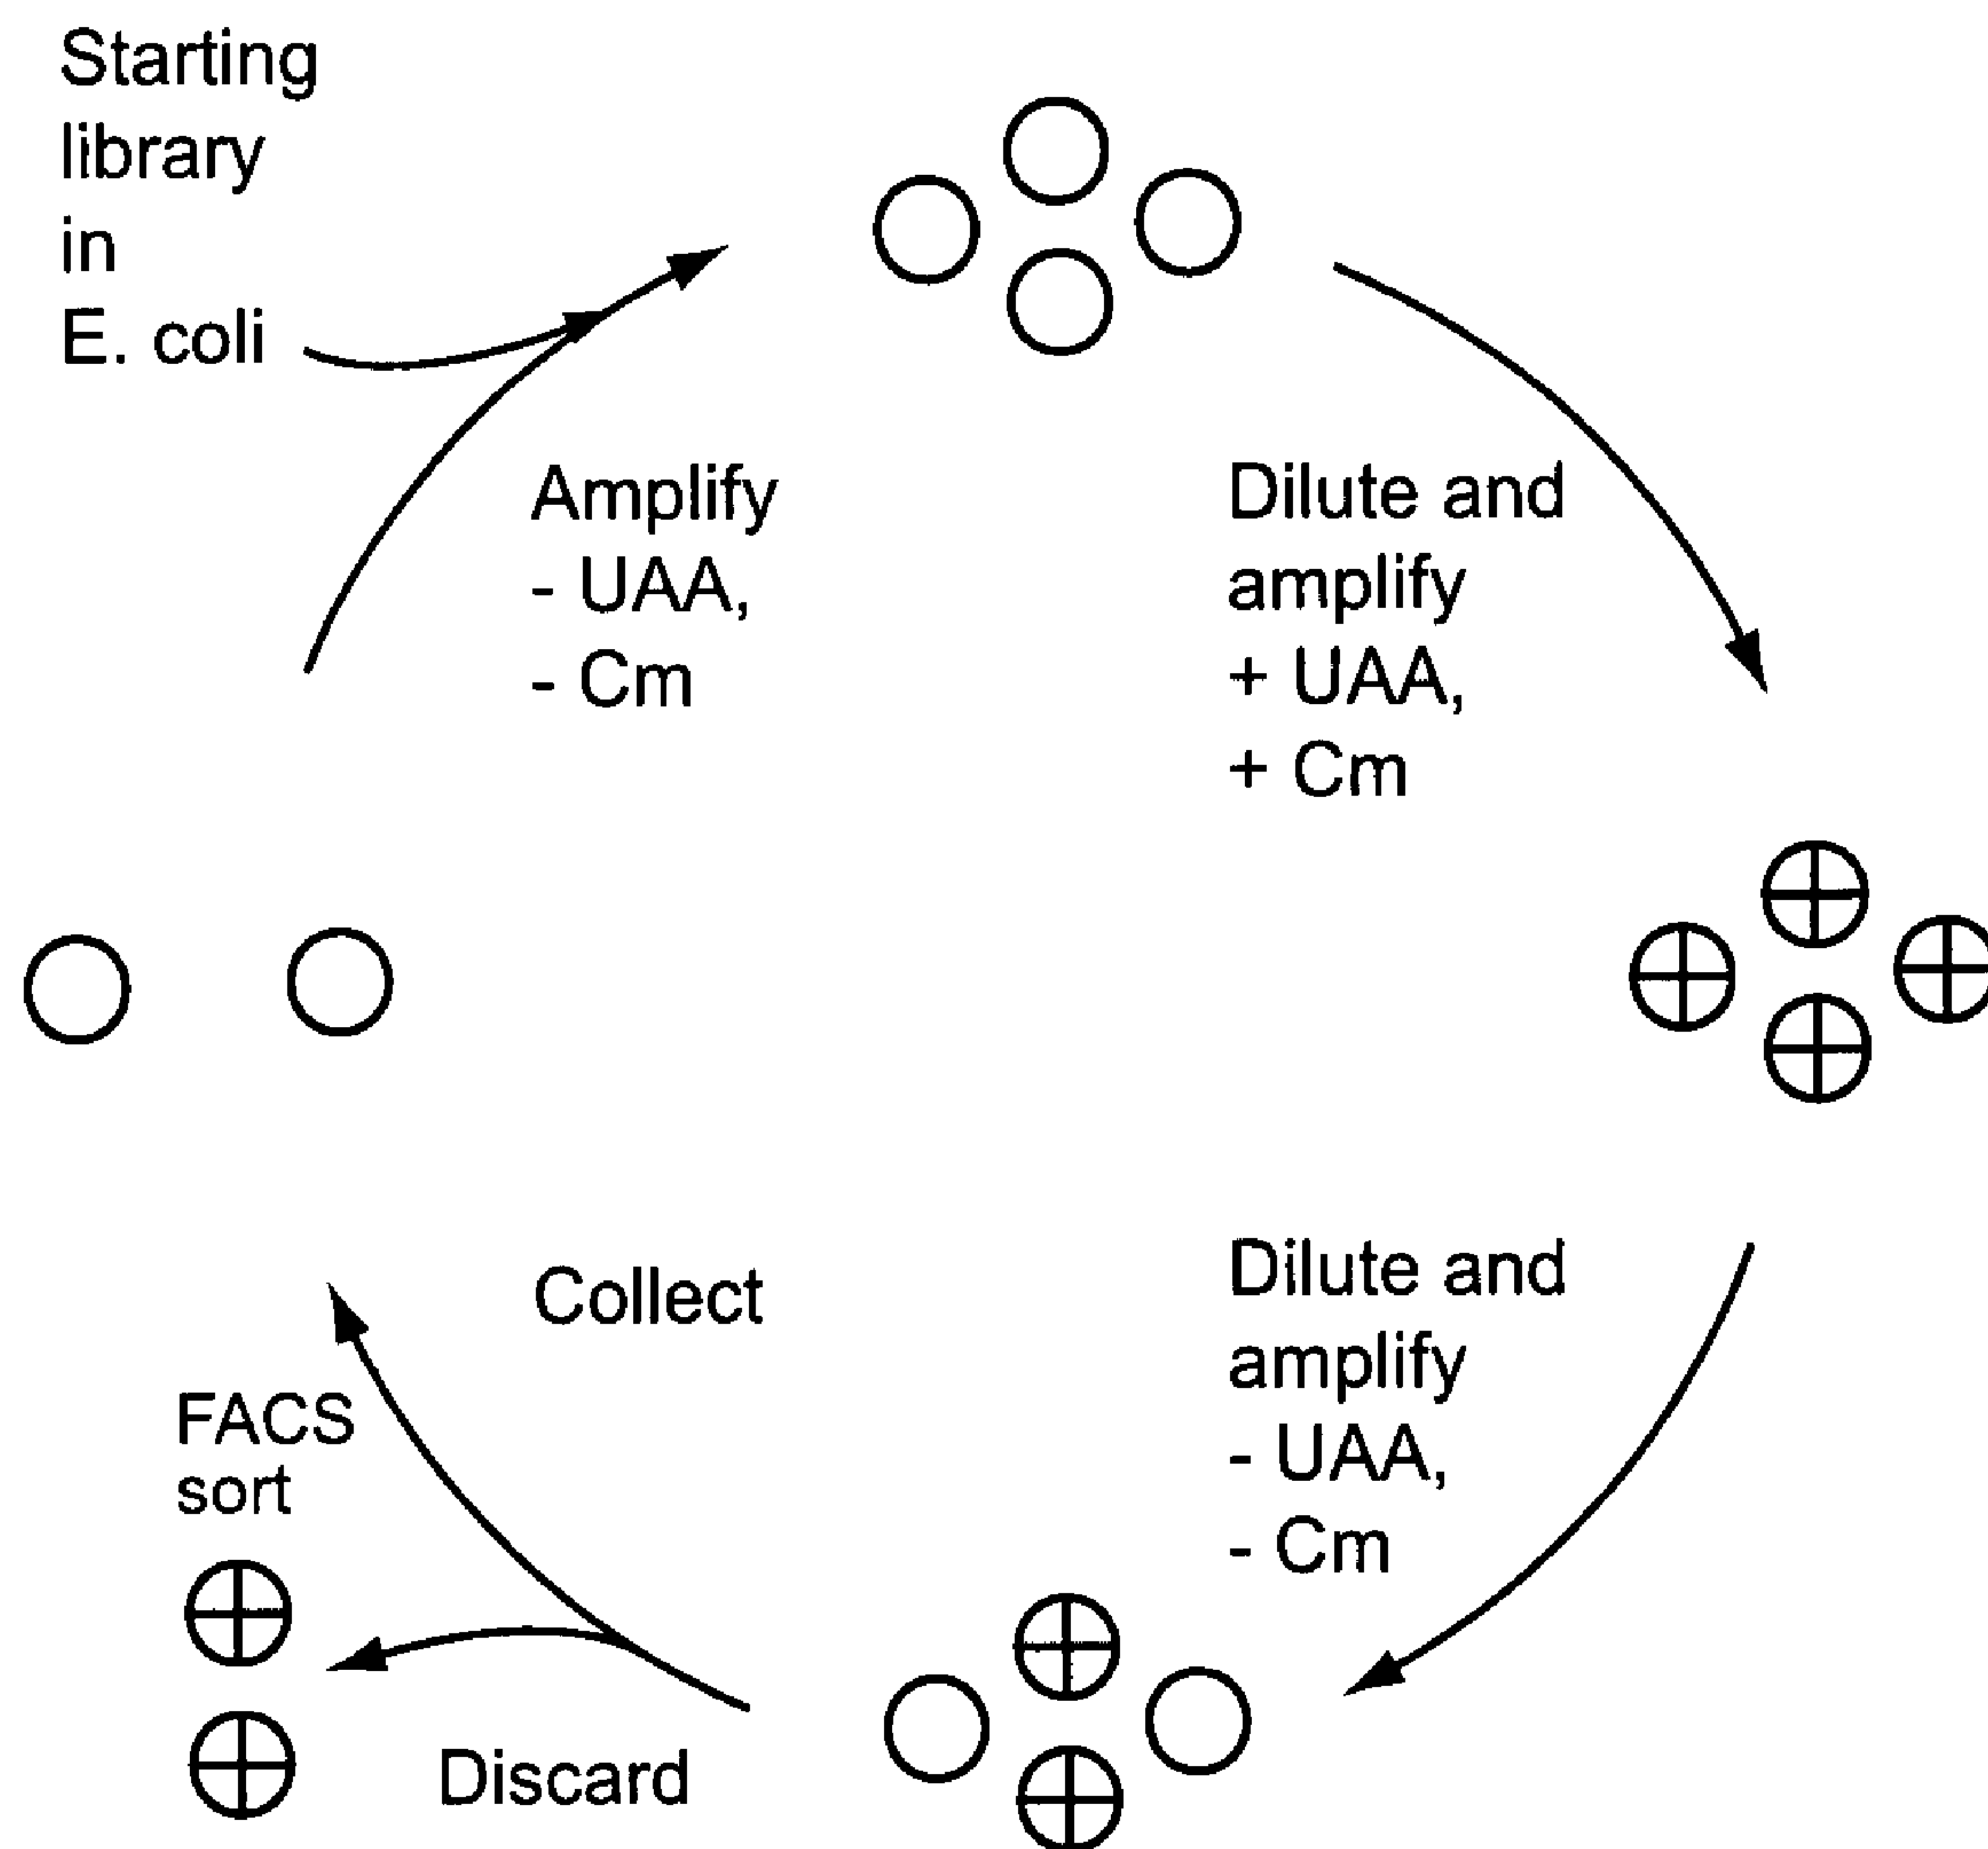 Starting
library
in
E. coli
Amplify
- UAA,
- Cm
Dilute and
amplify
+ UAA,
+ Cm
Dilute and
amplify
- UAA,
- Cm
Collect
FACS
sort
Discard